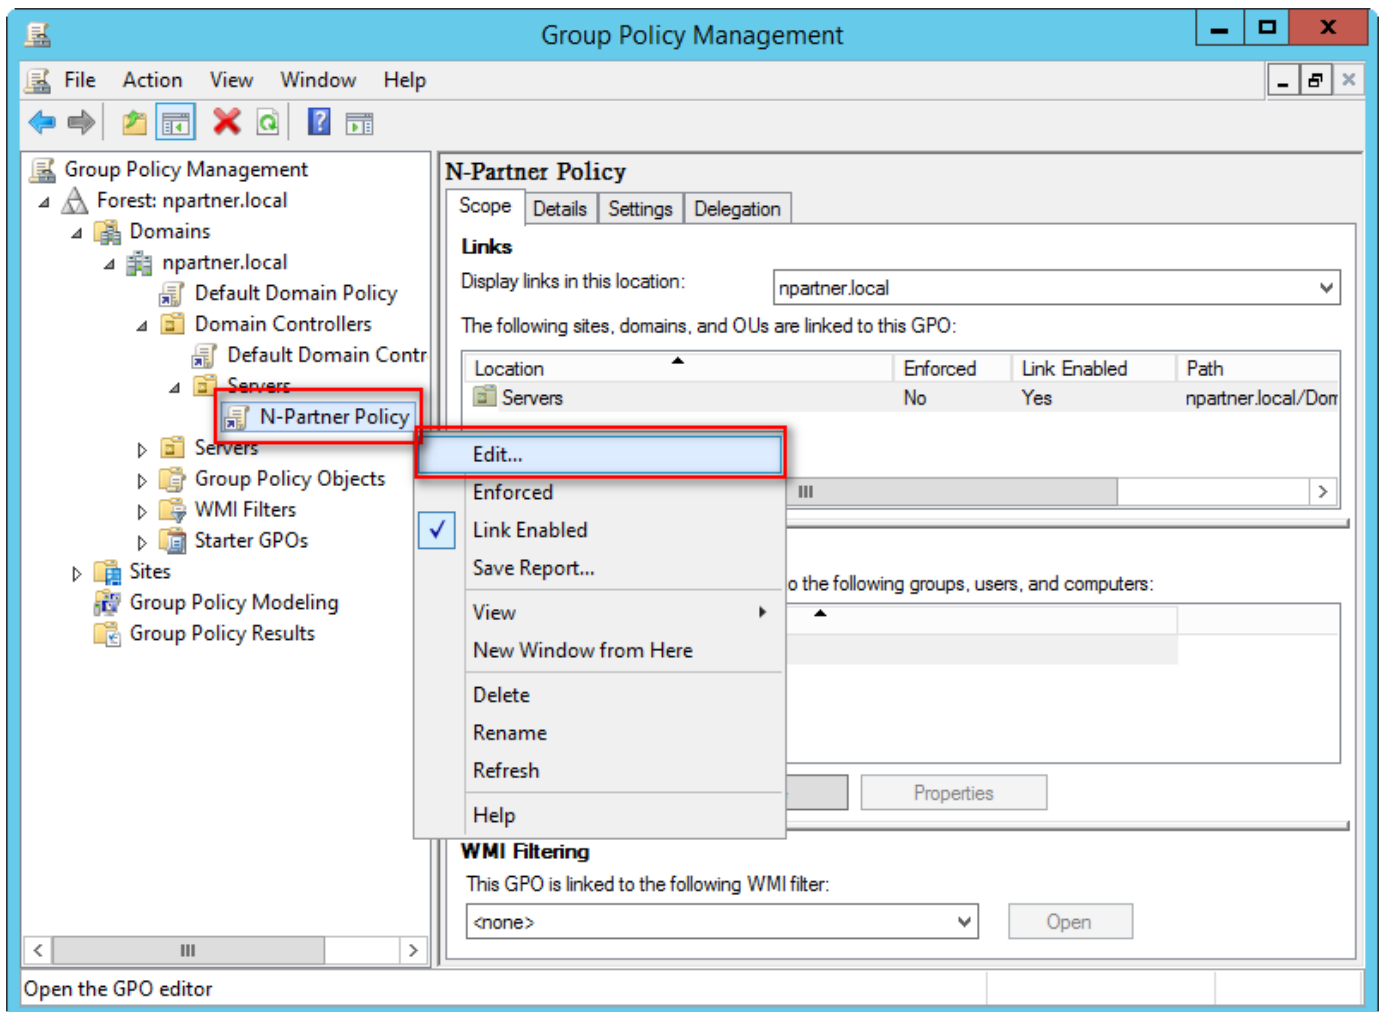 Group Policy Management
File Action View Window Help
Group Policy Management
Forest: npartner.local
Domains
npartner.local
Default Domain Policy
Domain Controllers
Default Domain Contr
Servers
N-Partner Policy
Servers
Group Policy Objects
WMI Filters
Starter GPOs
Sites
Group Policy Modeling
Group Policy Results
N-Partner Policy
Scope Details Settings Delegation
Links
Display links in this location: npartner.local
The following sites, domains, and OUs are linked to this GPO:
Location Enforced Link Enabled Path
Servers No Yes npartner.local/Dom
Edit...
Enforced
Link Enabled
Save Report...
View
New Window from Here
Delete
Rename
Refresh
Help
o the following groups, users, and computers:
Properties
WMI Filtering
This GPO is linked to the following WMI filter:
<none> Open
Open the GPO editor